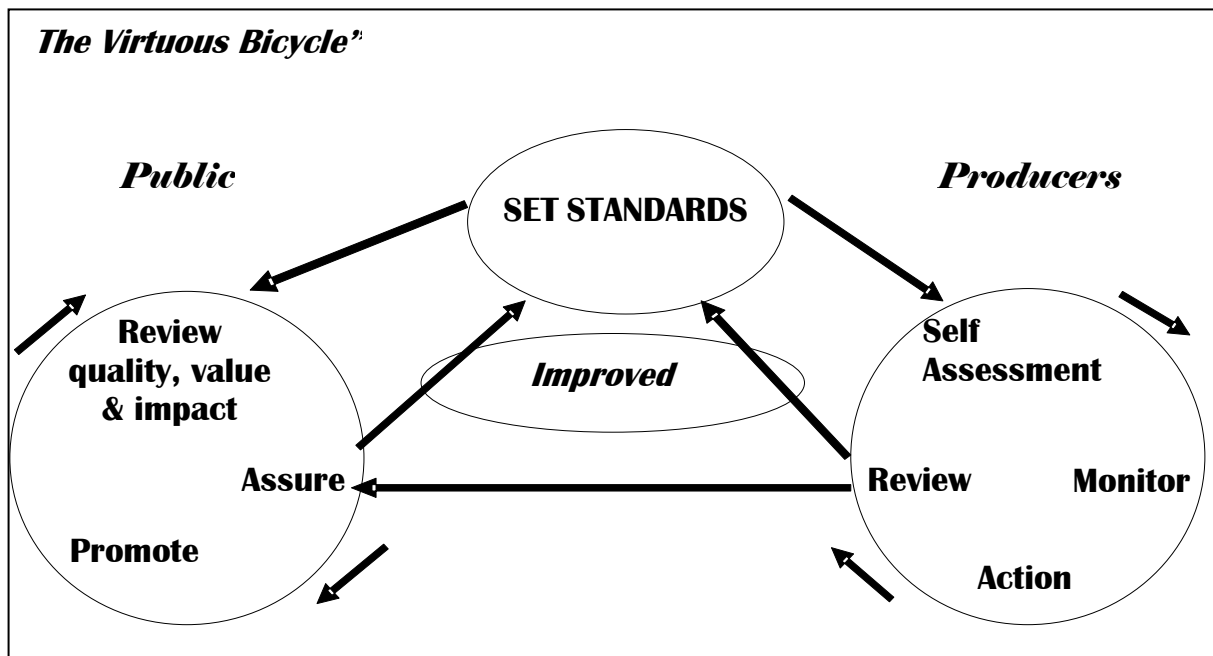 The Virtuous Bicycle”
Public
Producers
SET STANDARDS
Review
quality, value
& impact
Assure
Promote
Improved
Self
Assessment
Review
Monitor
Action